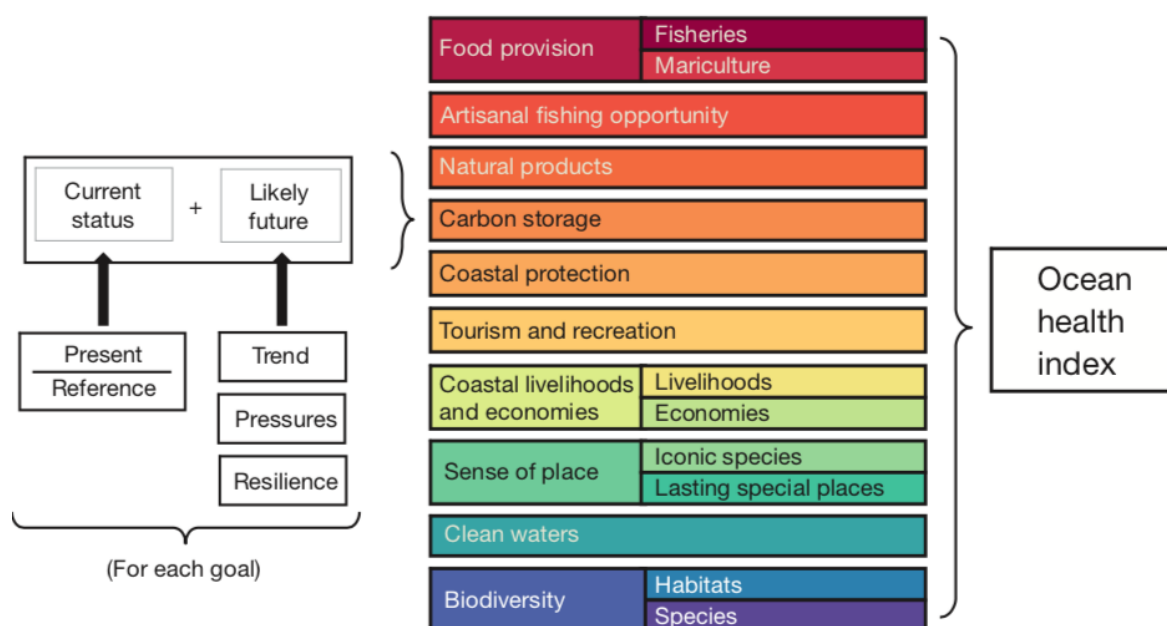 Current
status
+
Likely
future
Present
Reference
Trend
Pressures
Resilience
(For each goal)
Food provision
Fisheries
Mariculture
Artisanal fishing opportunity
Natural products
Carbon storage
Coastal protection
Tourism and recreation
Coastal livelihoods
and economies
Livelihoods
Economies
Sense of place
Iconic species
Lasting special places
Clean waters
Biodiversity
Habitats
Species
Ocean
health
index